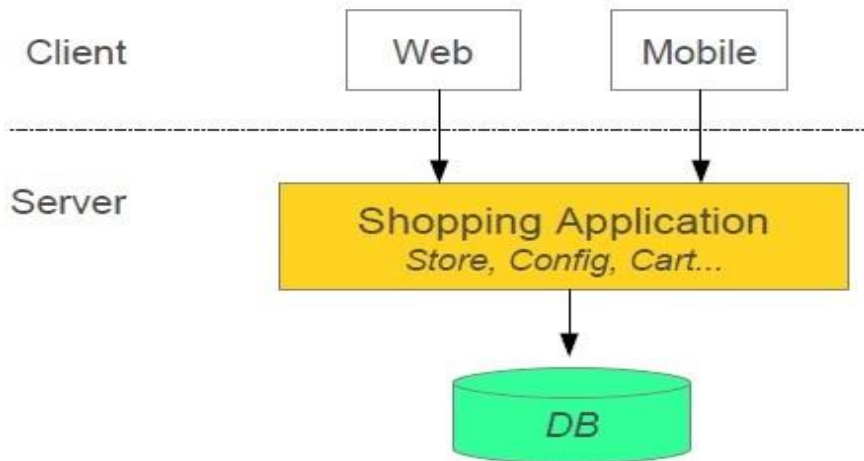 Client
Web
Mobile
Server
Shopping Application
Store, Config, Cart...
DB